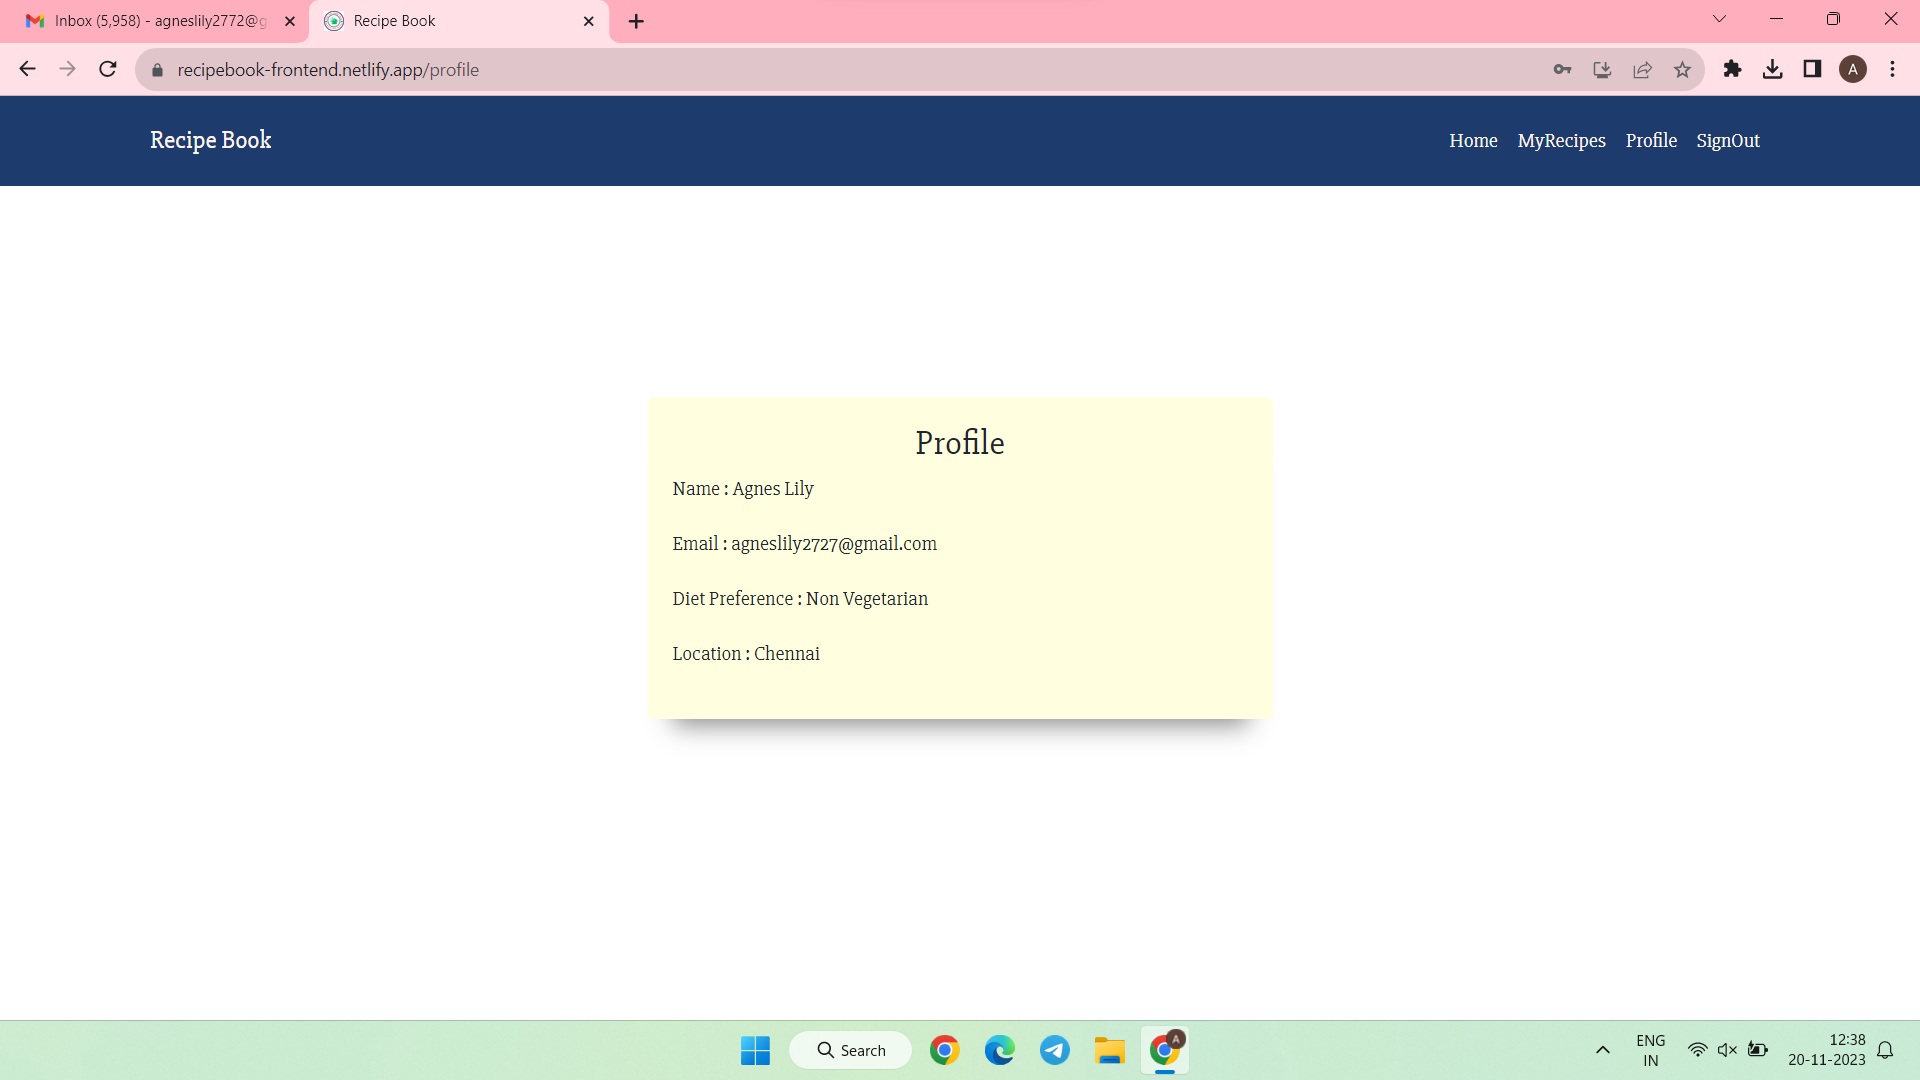 Inbox (5,958) - agneslily2772@g
Recipe Book
recipebook-frontend.netlify.app/profile
A
Recipe Book
Home MyRecipes Profile SignOut
Profile
Name : Agnes Lily
Email : agneslily2727@gmail.com
Diet Preference : Non Vegetarian
Location : Chennai
Search
A
ENG
IN
12:38
20-11-2023